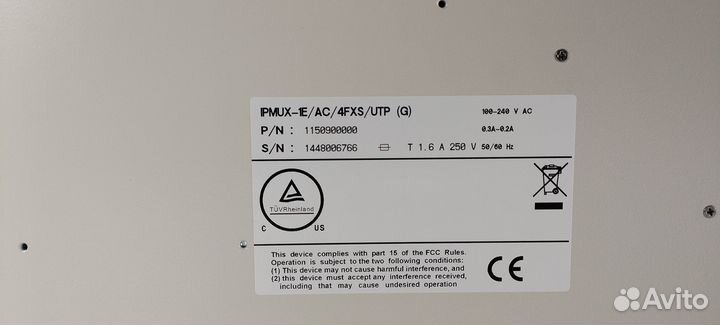 IPMUX-1E/AC/4FXS/UTP (G) 100-240 V AC
P/N : 1150900000 0.3A-0.2A
S/N : 1448006766 T 1.6 A 250 V 50/60 Hz
TÜVRheinland
C US
This device complies with part 15 of the FCC Rules.
Operation is subject to the two following conditions:
(1) This device may not cause harmful interference, and
(2) this device must accept any interference received,
including that may cause undesired operation
CE
Avito